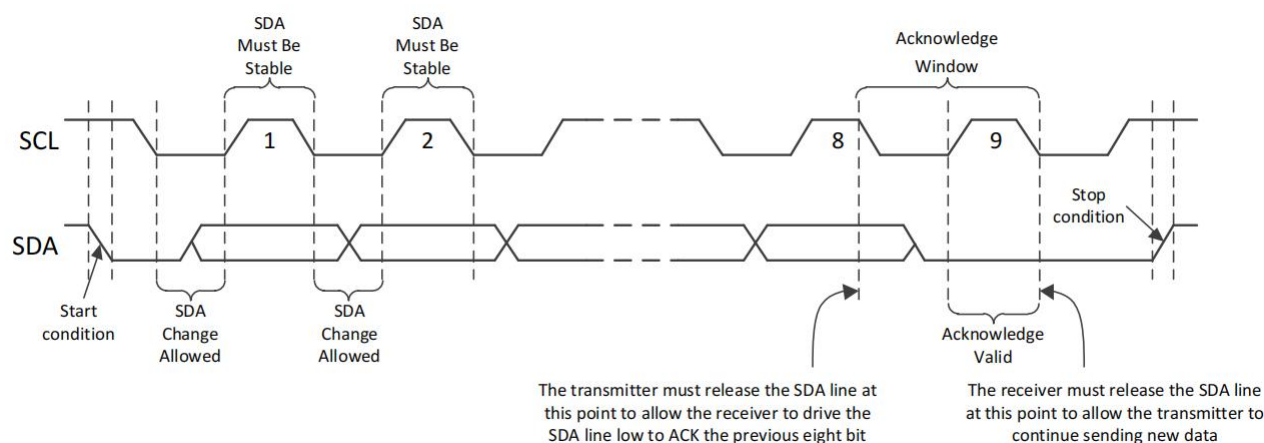 SDA
Must Be
Stable
SDA
Must Be
Stable
Acknowledge
Window
SCL
1
2
8
9
Stop
condition
SDA
Start
condition
SDA
Change
Allowed
SDA
Change
Allowed
Acknowledge
Valid
The transmitter must release the SDA line at
this point to allow the receiver to drive the
SDA line low to ACK the previous eight bit
The receiver must release the SDA line
at this point to allow the transmitter to
continue sending new data